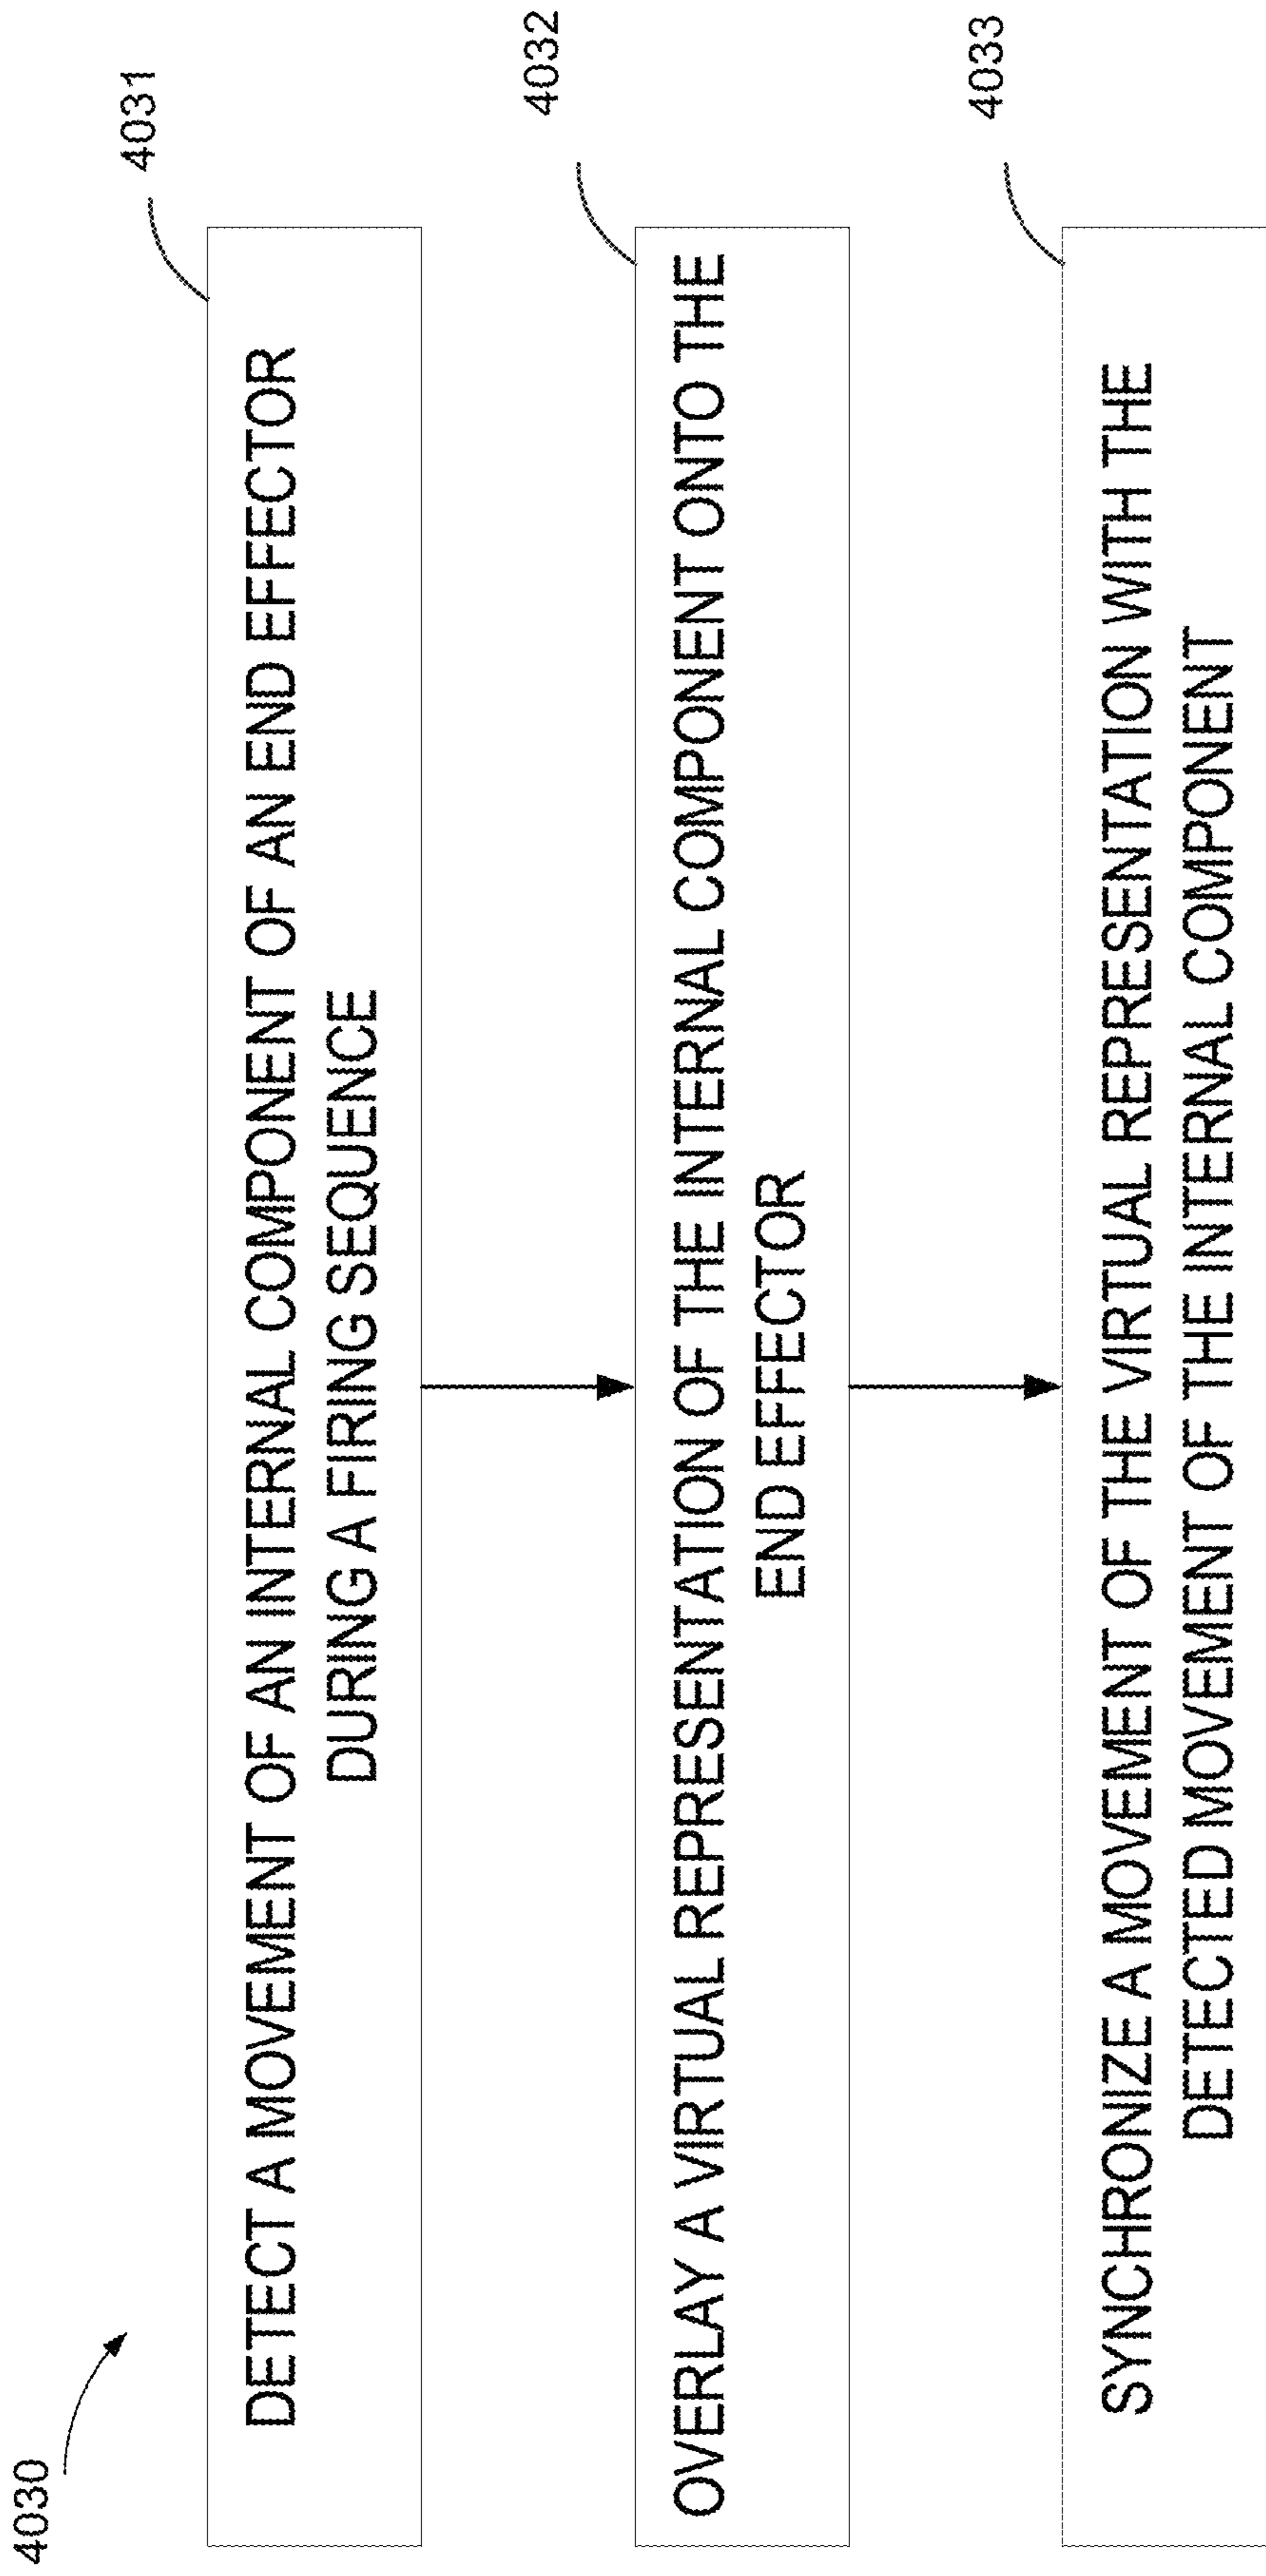 4030
4031
DETECT A MOVEMENT OF AN INTERNAL COMPONENT OF AN END EFFECTOR
DURING A FIRING SEQUENCE
4032
OVERLAY A VIRTUAL REPRESENTATION OF THE INTERNAL COMPONENT ONTO THE
END EFFECTOR
4033
SYNCHRONIZE A MOVEMENT OF THE VIRTUAL REPRESENTATION WITH THE
DETECTED MOVEMENT OF THE INTERNAL COMPONENT